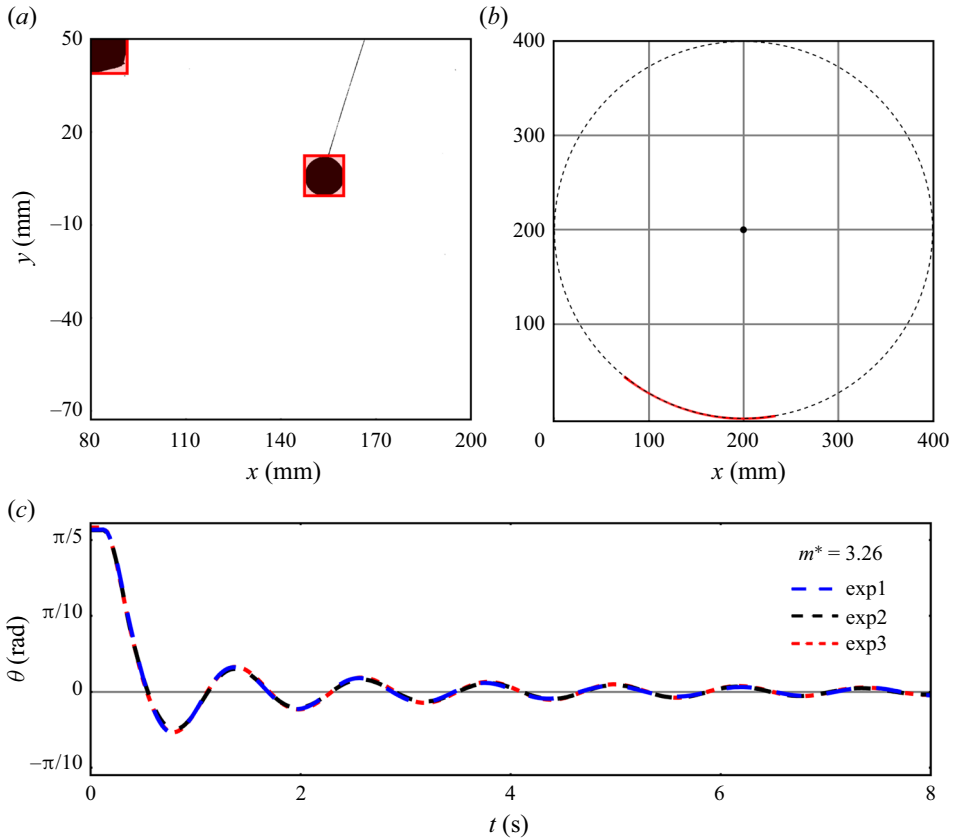 (a)
(b)
50
20
–10
–40
–70
y (mm)
80
110
140
170
200
x (mm)
400
300
200
100
0
100
200
300
400
x (mm)
(c)
π/5
π/10
0
–π/10
θ (rad)
m* = 3.26
exp1
exp2
exp3
0
2
4
6
8
t (s)